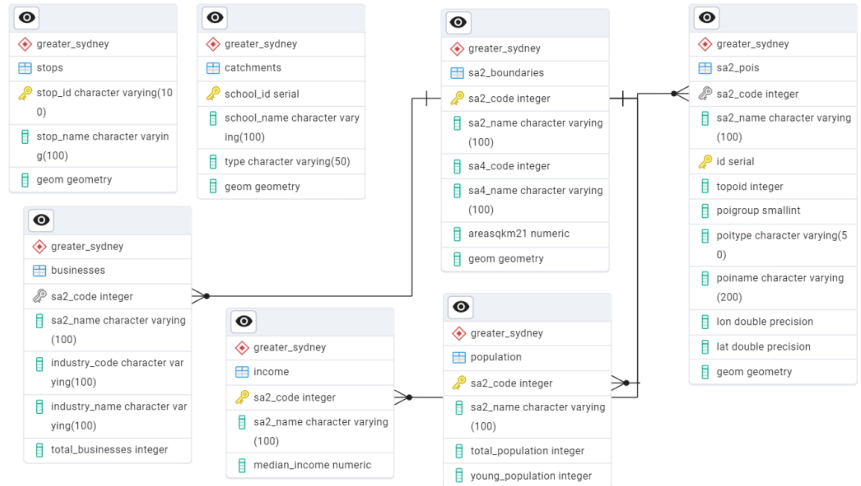 greater_sydney
stops
stop_id character varying(10
0)
stop_name character varyin
g(100)
geom geometry
greater_sydney
catchments
school_id serial
school_name character vary
ing(100)
type character varying(50)
geom geometry
greater_sydney
sa2_boundaries
sa2_code integer
sa2_name character varying
(100)
sa4_code integer
sa4_name character varying
(100)
areasqkm21 numeric
geom geometry
greater_sydney
sa2_pois
sa2_code integer
sa2_name character varying
(100)
id serial
topoid integer
poigroup smallint
poitype character varying(5
0)
poiname character varying
(200)
lon double precision
lat double precision
geom geometry
greater_sydney
businesses
sa2_code integer
sa2_name character varying
(100)
industry_code character var
ying(100)
industry_name character var
ying(100)
total_businesses integer
greater_sydney
income
sa2_code integer
sa2_name character varying
(100)
median_income numeric
greater_sydney
population
sa2_code integer
sa2_name character varying
(100)
total_population integer
young_population integer